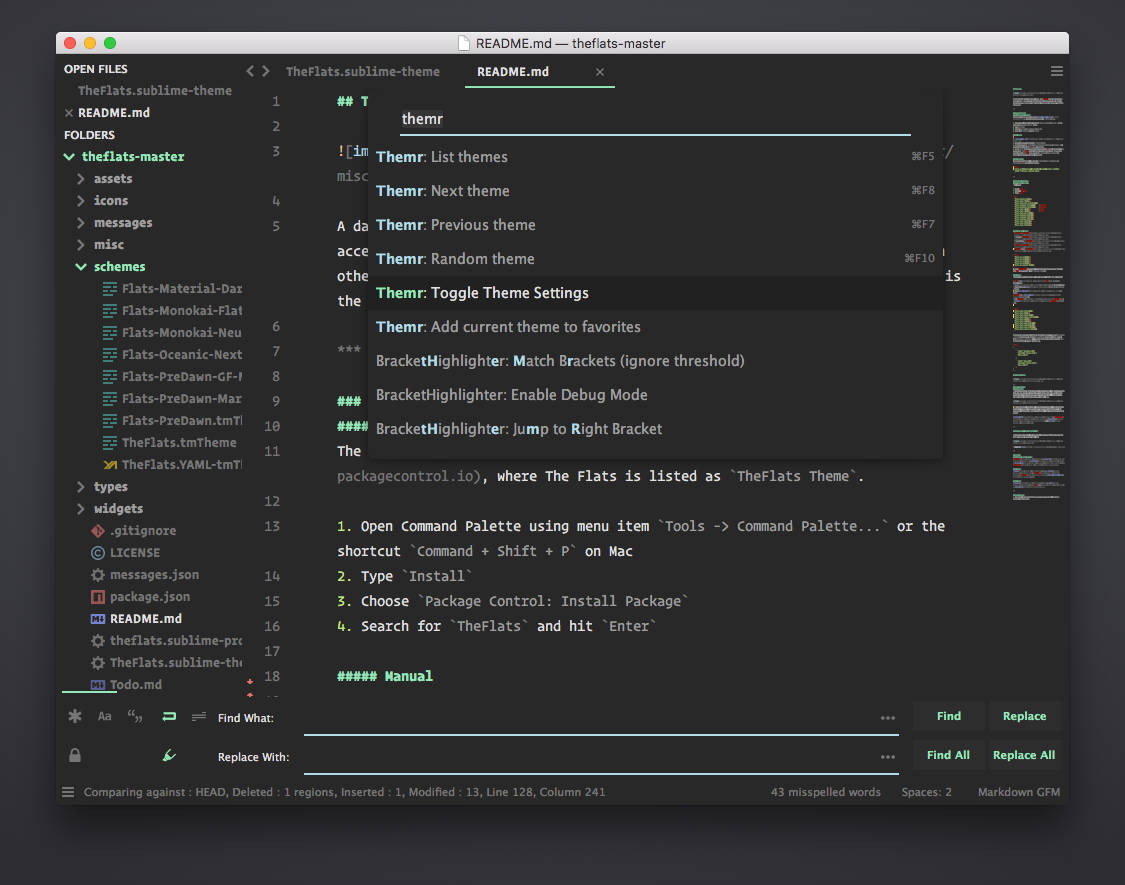 README.md — theflats-master
OPEN FILES
TheFlats.sublime-theme
README.md
FOLDERS
theflats-master
assets
icons
messages
misc
schemes
Flats-Material-Dar
Flats-Monokai-Flat
Flats-Monokai-Neu
Flats-Oceanic-Next
Flats-PreDawn-GF-M
Flats-PreDawn-Mar
Flats-PreDawn.tmTl
TheFlats.tmTheme
TheFlats.YAML-tmTl
types
widgets
.gitignore
LICENSE
messages.json
package.json
README.md
theflats.sublime-pro
TheFlats.sublime-the
Todo.md
TheFlats.sublime-theme
README.md
themr
Themr: List themes ⌘F5
Themr: Next theme ⌘F8
Themr: Previous theme ⌘F7
Themr: Random theme ⌘F10
Themr: Toggle Theme Settings
Themr: Add current theme to favorites
BracketHighlighter: Match Brackets (ignore threshold)
BracketHighlighter: Enable Debug Mode
BracketHighlighter: Jump to Right Bracket
1 ## T
2
3 ![im /
misc
4
5 A da
acce
othe is
the
6
7 ***
8
9 ###
10 ####
11 The
packagecontrol.io), where The Flats is listed as `TheFlats Theme`.
12
13 1. Open Command Palette using menu item `Tools -> Command Palette...` or the
shortcut `Command + Shift + P` on Mac
14 2. Type `Install`
15 3. Choose `Package Control: Install Package`
16 4. Search for `TheFlats` and hit `Enter`
17
18 ##### Manual
Aa “„ Find What: ••• Find Replace
Replace With: ••• Find All Replace All
Comparing against : HEAD, Deleted : 1 regions, Inserted : 1, Modified : 13, Line 128, Column 241 43 misspelled words Spaces: 2 Markdown GFM